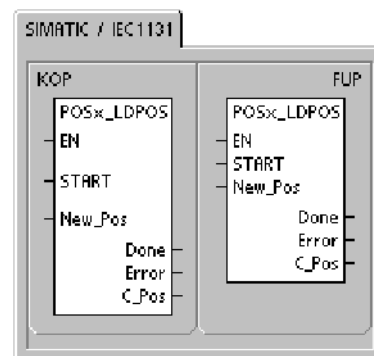 SIMATIC / IEC1131
KOP
POSx_LDPOS
EN
START
New_Pos
Done
Error
C_Pos
FUP
POSx_LDPOS
EN
START
New_Pos
Done
Error
C_Pos